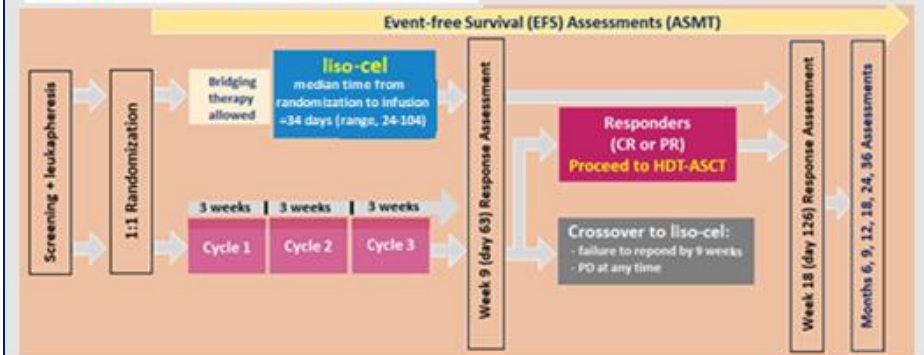 Event-free Survival (EFS) Assessments (ASMT)
Screening + leukapheresis
1:1 Randomization
Bridging
therapy
allowed
liso-cel
median time from
randomization to infusion
=34 days (range, 24-104)
3 weeks | 3 weeks | 3 weeks
Cycle 1
Cycle 2
Cycle 3
Week 9 (day 63) Response Assessment
Responders
(CR or PR)
Proceed to HDT-ASCT
Crossover to liso-cel:
- failure to repond by 9 weeks
- PD at any time
Week 18 (day 126) Response Assessment
Months 6, 9, 12, 18, 24, 36 Assessments